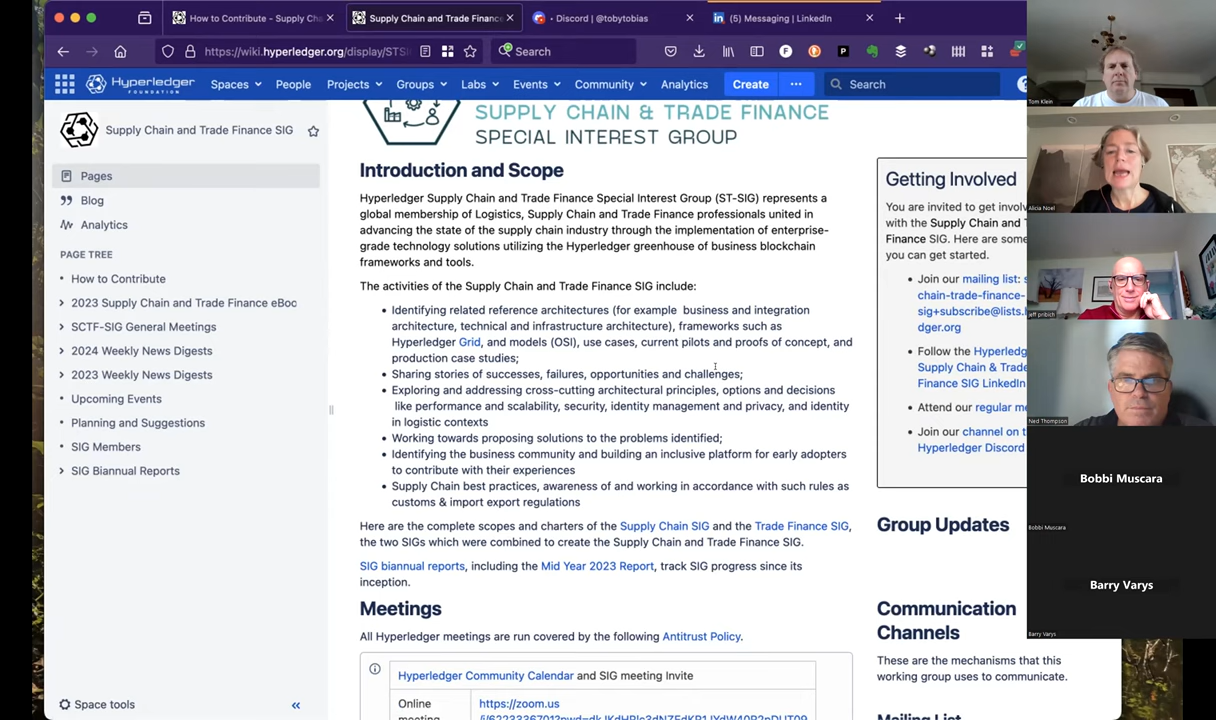 How to Contribute - Supply Cha
Supply Chain and Trade Finance
Discord | @tobytobias
(5) Messaging | LinkedIn
https://wiki.hyperledger.org/display/STSI
Search
HYPERLEDGER
FOUNDATION
Spaces
People
Projects
Groups
Labs
Events
Community
Analytics
Create
Search
Supply Chain and Trade Finance SIG
Pages
Blog
Analytics
PAGE TREE
How to Contribute
2023 Supply Chain and Trade Finance eBoo
SCTF-SIG General Meetings
2024 Weekly News Digests
2023 Weekly News Digests
Upcoming Events
Planning and Suggestions
SIG Members
SIG Biannual Reports
Space tools
SUPPLY CHAIN & TRADE FINANCE
SPECIAL INTEREST GROUP
Introduction and Scope
Hyperledger Supply Chain and Trade Finance Special Interest Group (ST-SIG) represents a
global membership of Logistics, Supply Chain and Trade Finance professionals united in
advancing the state of the supply chain industry through the implementation of enterprise-
grade technology solutions utilizing the Hyperledger greenhouse of business blockchain
frameworks and tools.
The activities of the Supply Chain and Trade Finance SIG include:
Identifying related reference architectures (for example business and integration
architecture, technical and infrastructure architecture), frameworks such as
Hyperledger Grid, and models (OSI), use cases, current pilots and proofs of concept, and
production case studies;
Sharing stories of successes, failures, opportunities and challenges;
Exploring and addressing cross-cutting architectural principles, options and decisions
like performance and scalability, security, identity management and privacy, and identity
in logistic contexts
Working towards proposing solutions to the problems identified;
Identifying the business community and building an inclusive platform for early adopters
to contribute with their experiences
Supply Chain best practices, awareness of and working in accordance with such rules as
customs & import export regulations
Here are the complete scopes and charters of the Supply Chain SIG and the Trade Finance SIG,
the two SIGs which were combined to create the Supply Chain and Trade Finance SIG.
SIG biannual reports, including the Mid Year 2023 Report, track SIG progress since its
inception.
Meetings
All Hyperledger meetings are run covered by the following Antitrust Policy.
Hyperledger Community Calendar and SIG meeting Invite
Online
https://zoom.us
Getting Involved
You are invited to get involv
with the Supply Chain and Trade
Finance SIG. Here are some
you can get started.
Join our mailing list: s
chain-trade-finance-
sig+subscribe@lists.
dger.org
Follow the Hyperledg
Supply Chain & Trade
Finance SIG LinkedIn
Attend our regular me
Join our channel on t
Hyperledger Discord
Group Updates
Communication
Channels
These are the mechanisms that this
working group uses to communicate.
Tom Klein
Alicia Noel
jeff pribich
Ned Thompson
Bobbi Muscara
Bobbi Muscara
Barry Varys
Barry Varys